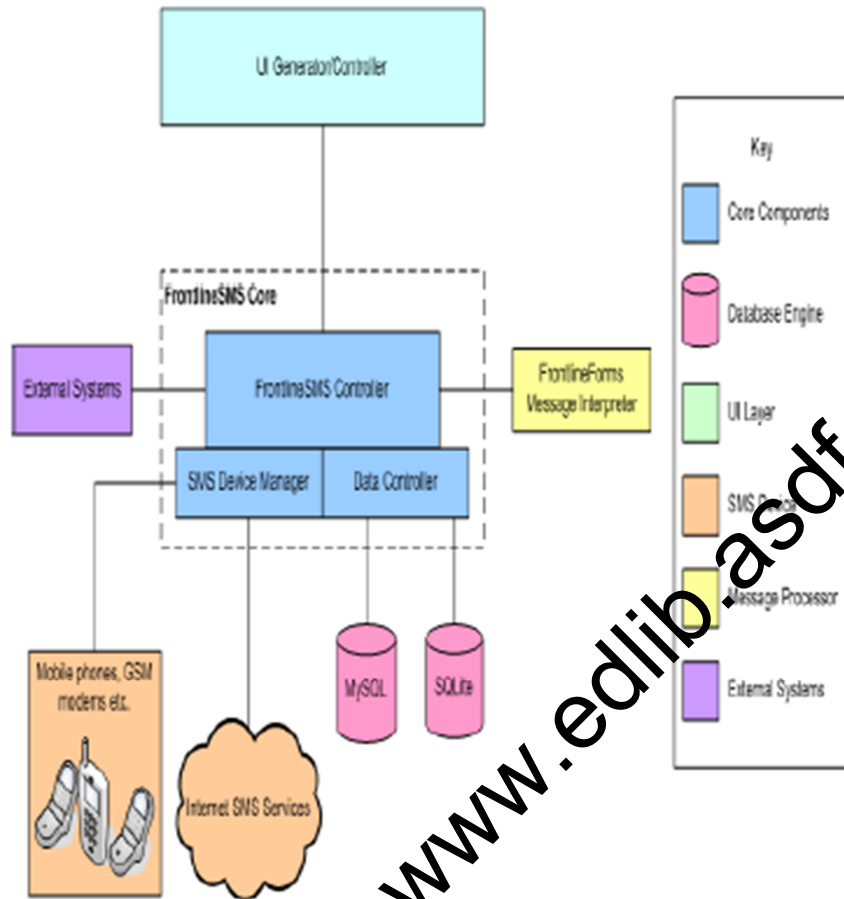 UI Generator/Controller
Key
Core Components
FrontlineSMS Core
Database Engine
External Systems
FrontlineSMS Controller
FrontlineForms
Message Interpreter
UI Layer
SMS Device Manager
Data Controller
SMS Device
Message Processor
Mobile phones, GSM
modems etc.
MySQL
SQLite
External Systems
Internet SMS Services
www.edlib.asdf